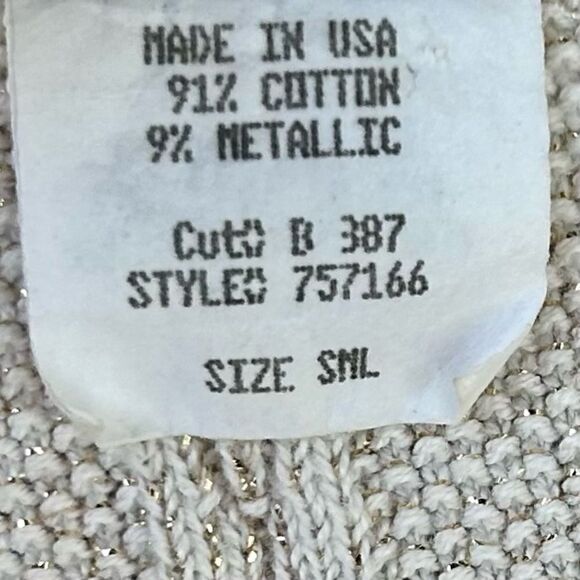 MADE IN USA
91% COTTON
9% METALLIC
Cut# B 387
STYLE# 757166
SIZE SML